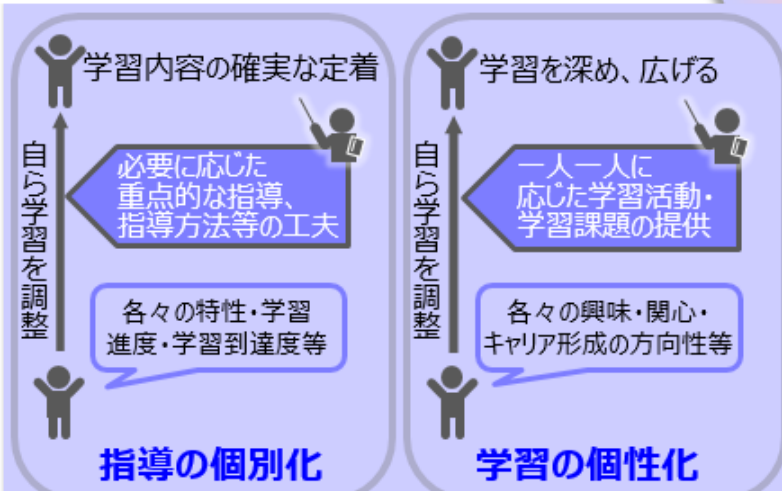 学習内容の確実な定着
必要に応じた
重点的な指導、
指導方法等の工夫
自ら学習を調整
各々の特性・学習
進度・学習到達度等
指導の個別化
学習を深め、広げる
一人一人に
応じた学習活動・
学習課題の提供
自ら学習を調整
各々の興味・関心・
キャリア形成の方向性等
学習の個性化